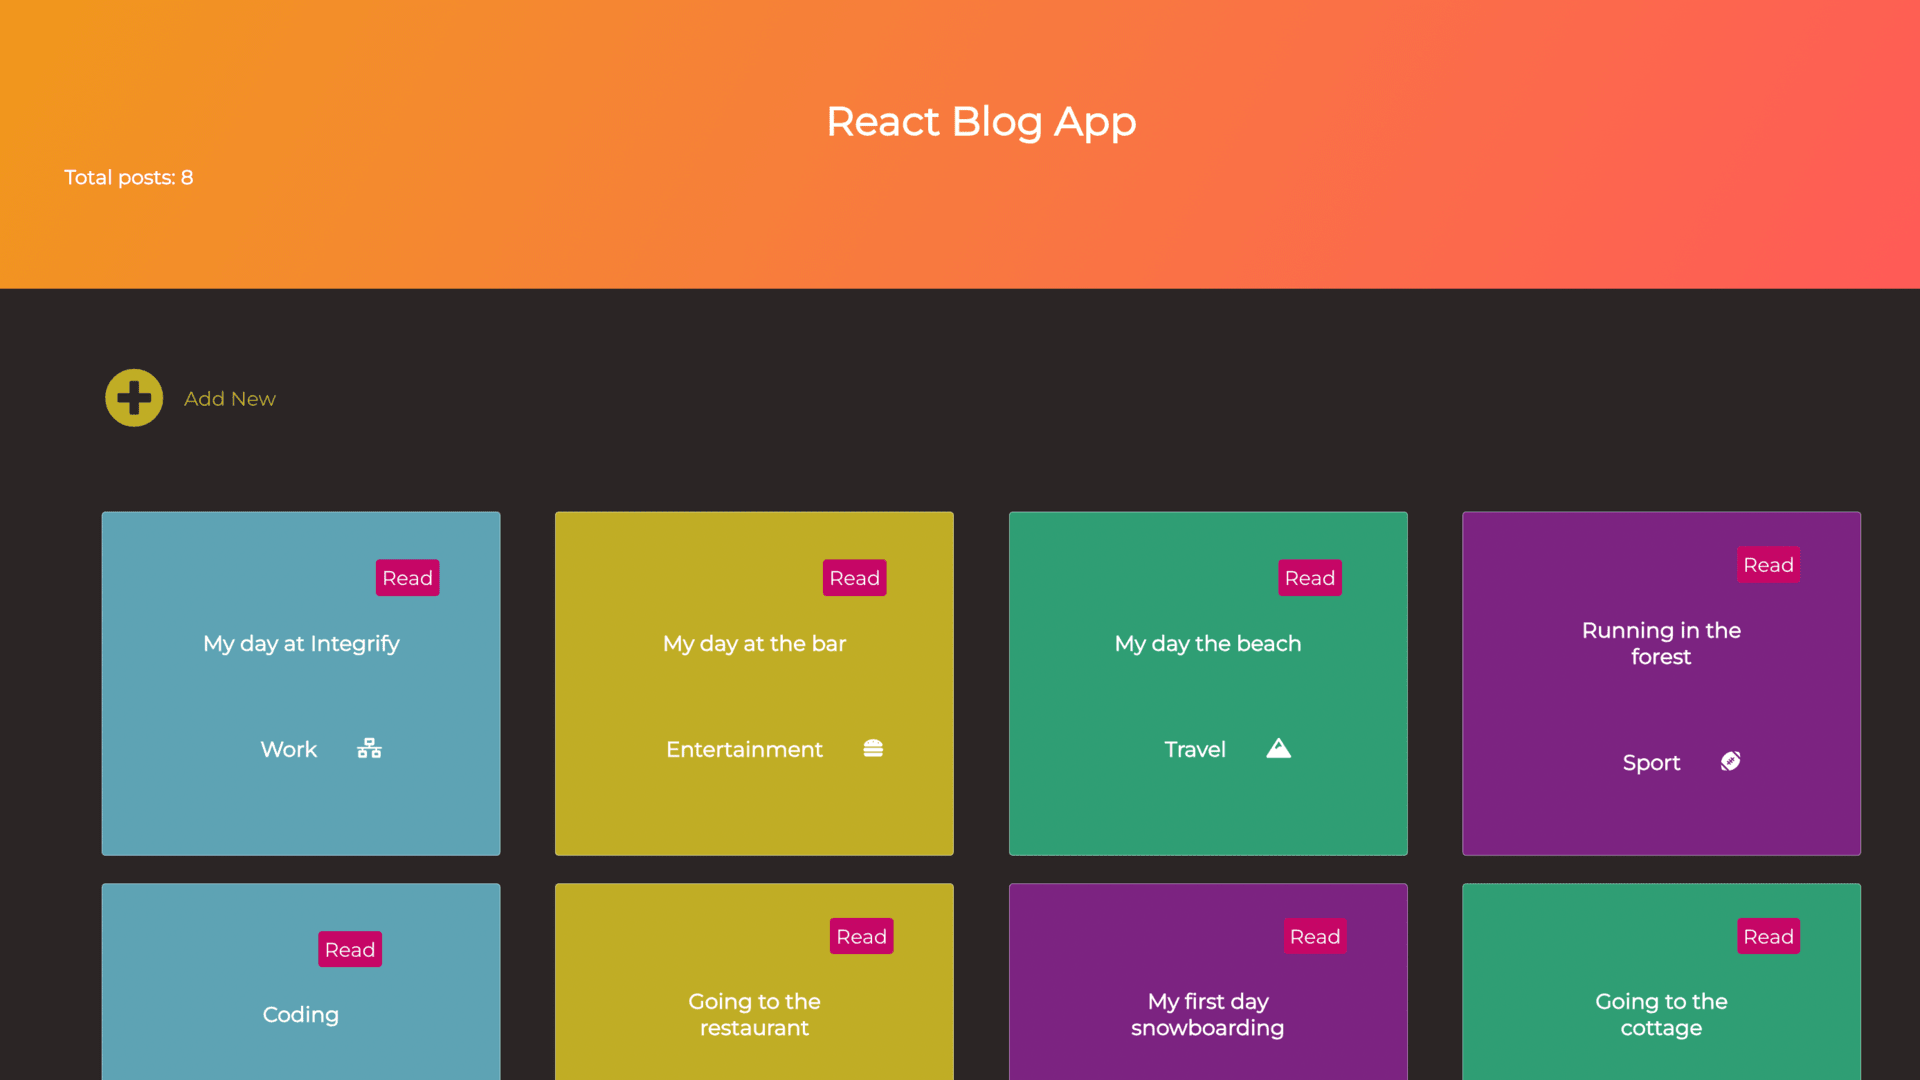 React Blog App
Total posts: 8
Add New
Read
My day at Integrify
Work
Read
My day at the bar
Entertainment
Read
My day the beach
Travel
Read
Running in the
forest
Sport
Read
Coding
Read
Going to the
restaurant
Read
My first day
snowboarding
Read
Going to the
cottage